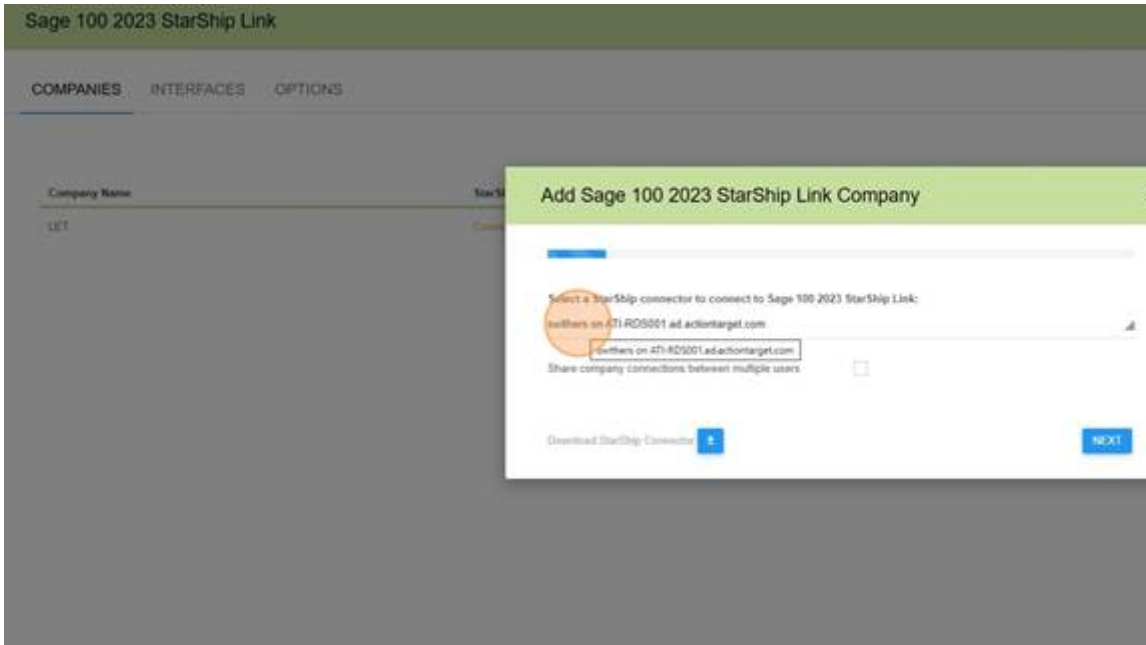 Sage 100 2023 StarShip Link
COMPANIES INTERFACES OPTIONS
Company Name StarSh
LET
Add Sage 100 2023 StarShip Link Company
Select a StarShip connector to connect to Sage 100 2023 StarShip Link:
swithers on ATI-RDS001.ad.actiontarget.com
swithers on ATI-RDS001.ad.actiontarget.com
Share company connections between multiple users
Download StarShip Connector
NEXT